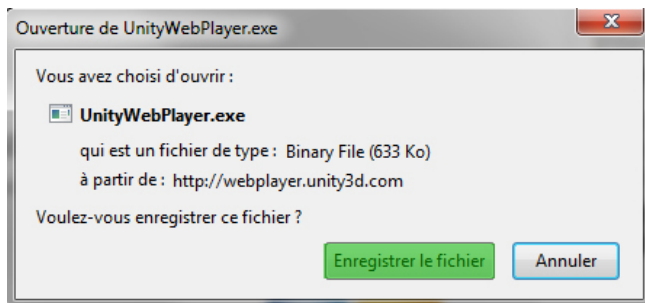 Ouverture de UnityWebPlayer.exe
Vous avez choisi d'ouvrir :
UnityWebPlayer.exe
qui est un fichier de type : Binary File (633 Ko)
à partir de : http://webplayer.unity3d.com
Voulez-vous enregistrer ce fichier ?
Enregistrer le fichier Annuler